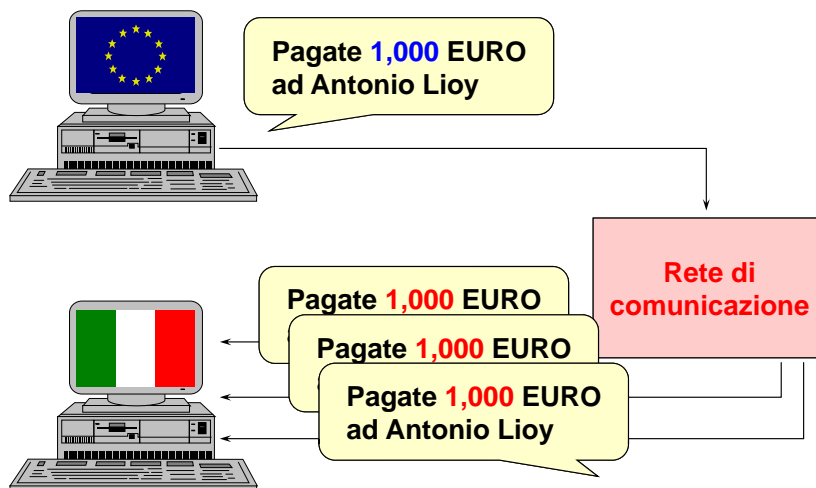 Pagate 1,000 EURO
ad Antonio Lioy
Rete di
comunicazione
Pagate 1,000 EURO
Pagate 1,000 EURO
Pagate 1,000 EURO
ad Antonio Lioy